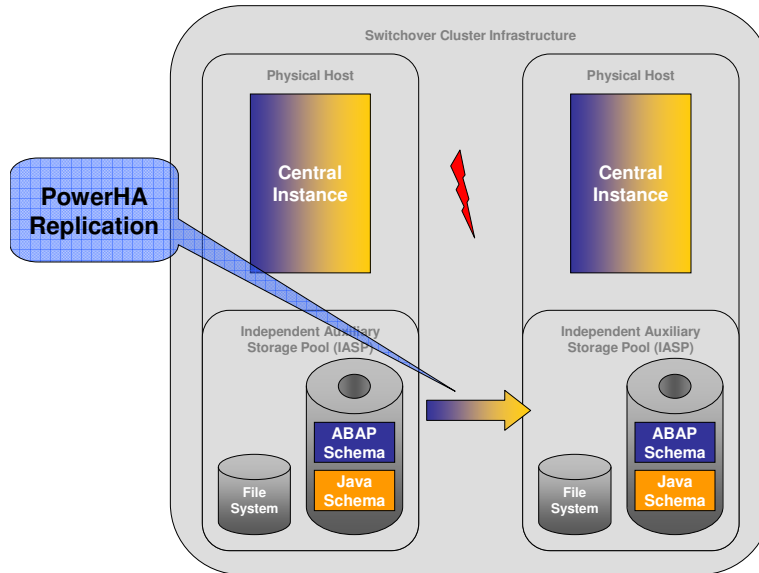 Switchover Cluster Infrastructure
Physical Host
Central
Instance
PowerHA
Replication
Independent Auxiliary
Storage Pool (IASP)
ABAP
Schema
Java
Schema
File
System
Physical Host
Central
Instance
Independent Auxiliary
Storage Pool (IASP)
ABAP
Schema
Java
Schema
File
System